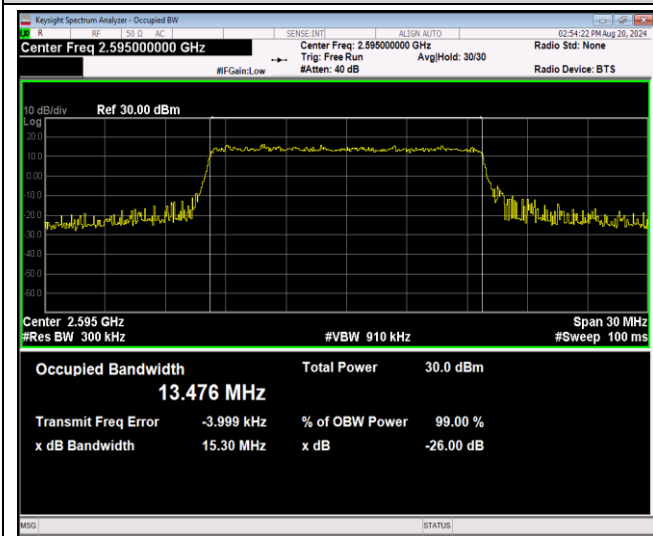 Keysight Spectrum Analyzer - Occupied BW
R RF 50 Ω AC SENSE:INT ALIGN AUTO 02:54:22 PM Aug 20, 2024
Center Freq 2.595000000 GHz Center Freq: 2.595000000 GHz Radio Std: None
Trig: Free Run Avg|Hold: 30/30
#IFGain:Low #Atten: 40 dB Radio Device: BTS
10 dB/div Ref 30.00 dBm
Log
20.0
10.0
0.00
-10.0
-20.0
-30.0
-40.0
-50.0
-60.0
Center 2.595 GHz Span 30 MHz
#Res BW 300 kHz #VBW 910 kHz #Sweep 100 ms
Occupied Bandwidth Total Power 30.0 dBm
13.476 MHz
Transmit Freq Error -3.999 kHz % of OBW Power 99.00 %
x dB Bandwidth 15.30 MHz x dB -26.00 dB
MSG STATUS